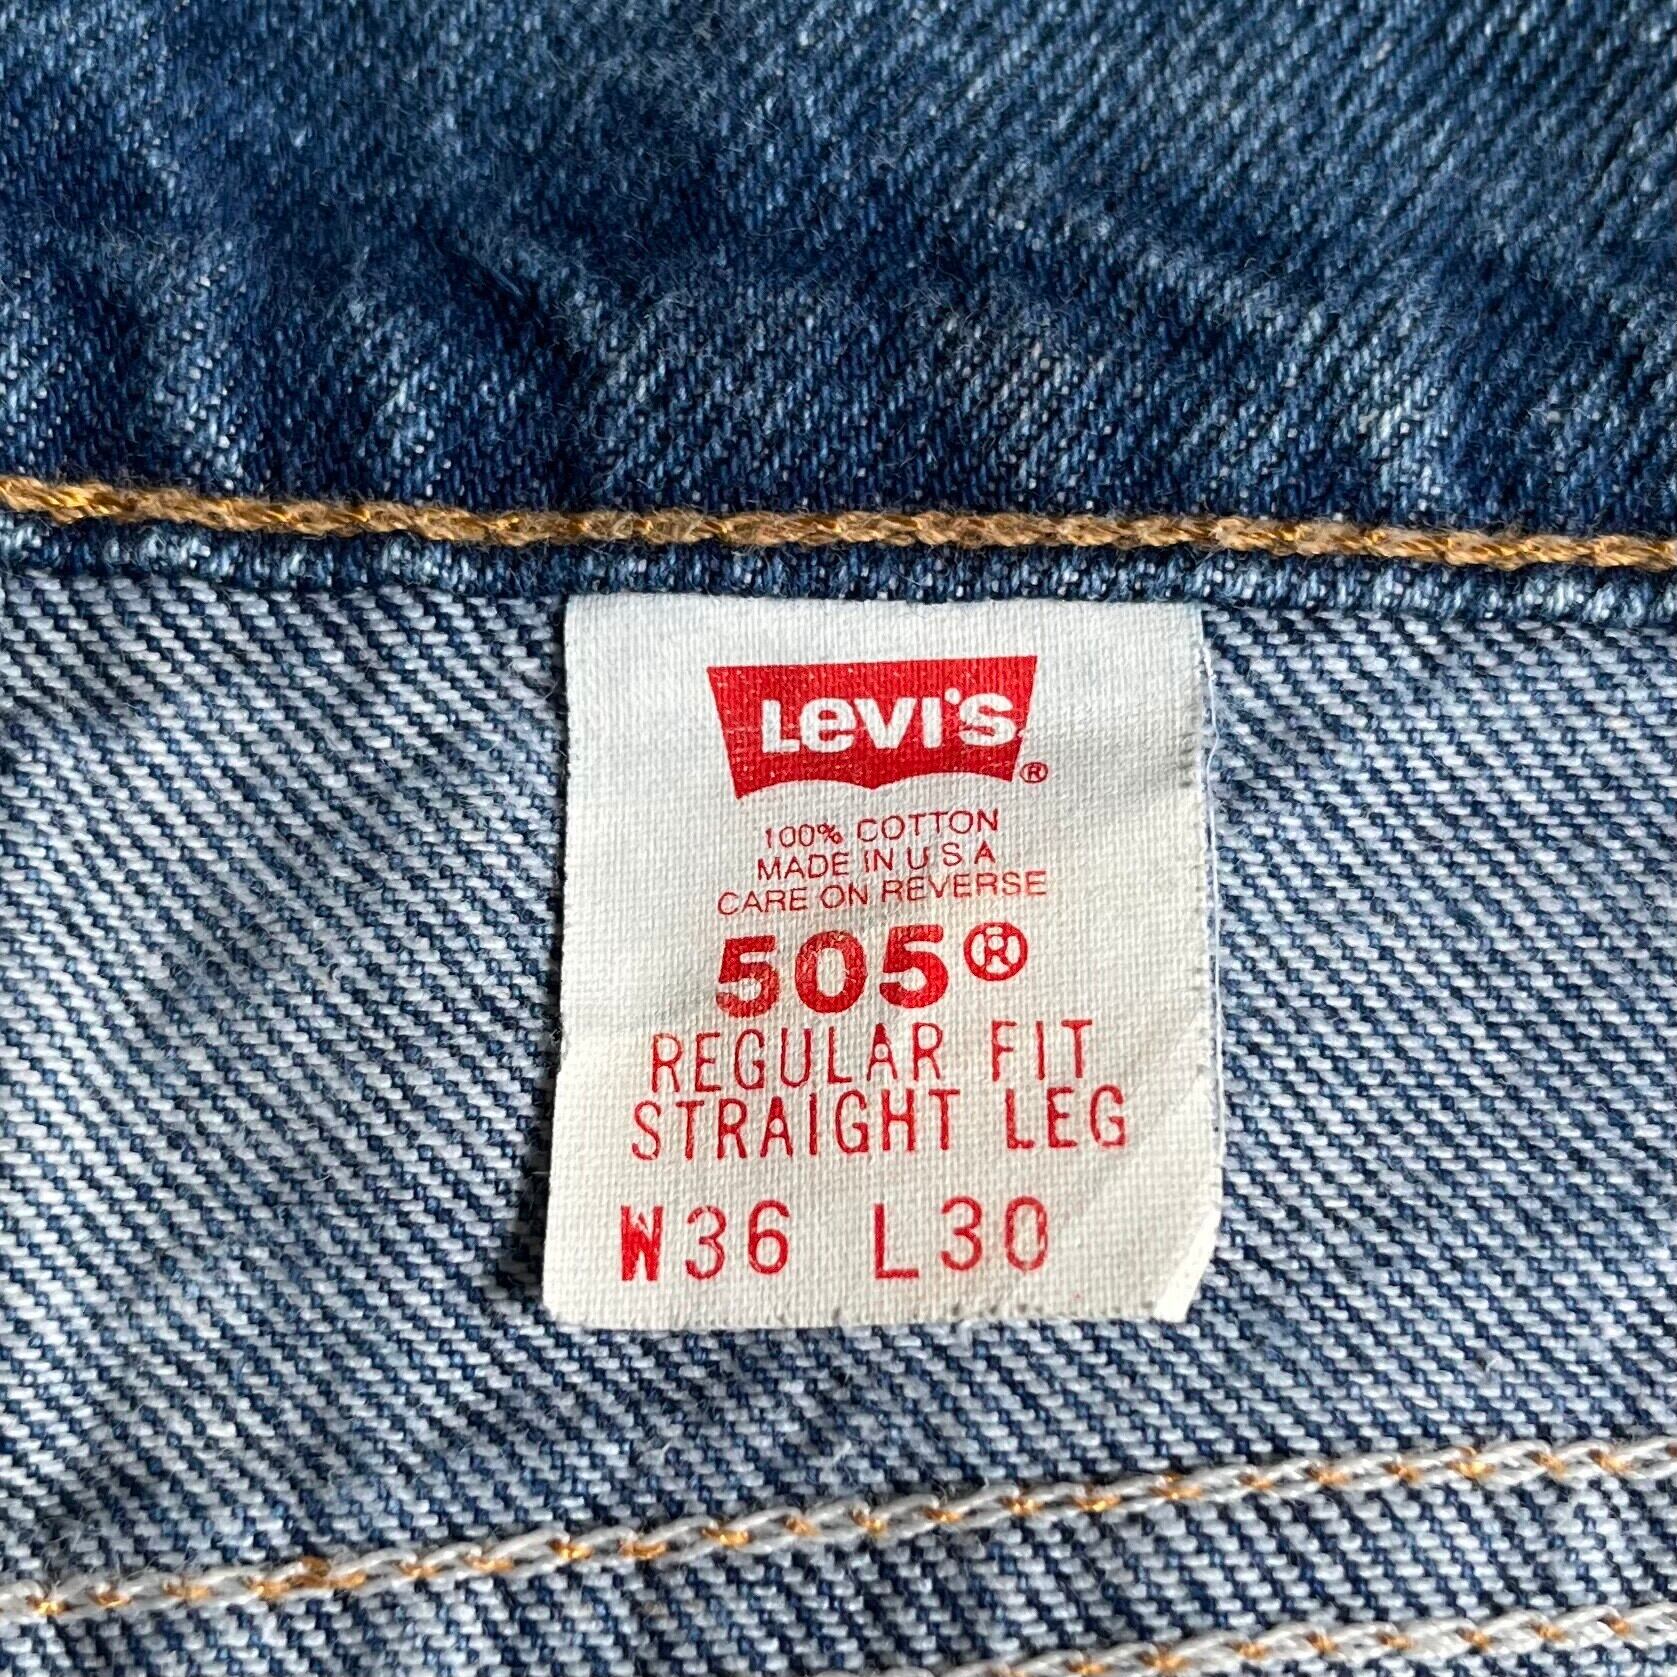 Levi's®
100% COTTON
MADE IN U S A
CARE ON REVERSE
505®
REGULAR FIT
STRAIGHT LEG
W36 L30